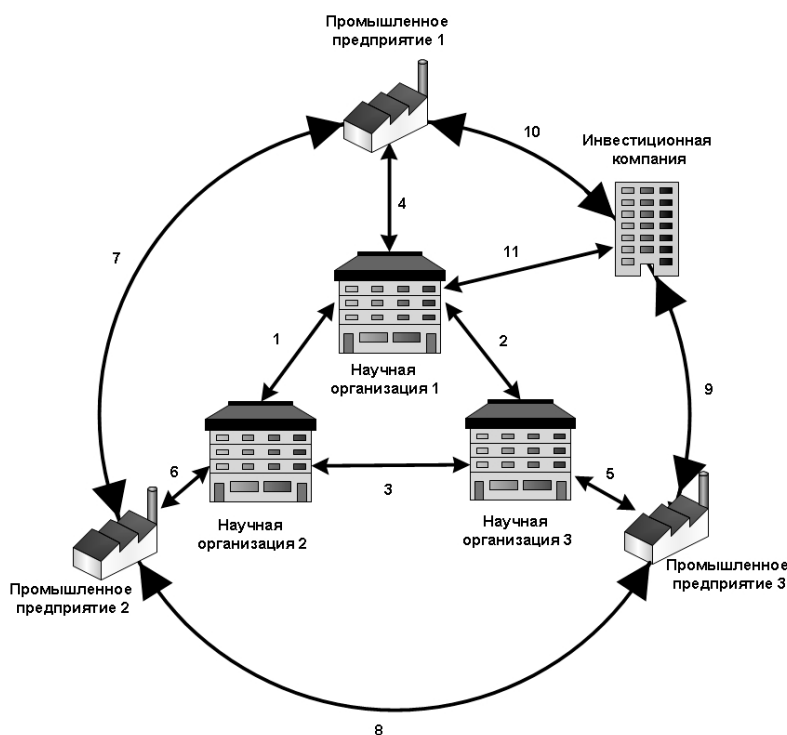 Промышленное
предприятие 1
10
Инвестиционная
компания
4
7
11
1
2
Научная
организация 1
9
6
3
5
Научная
организация 2
Научная
организация 3
Промышленное
предприятие 2
Промышленное
предприятие 3
8